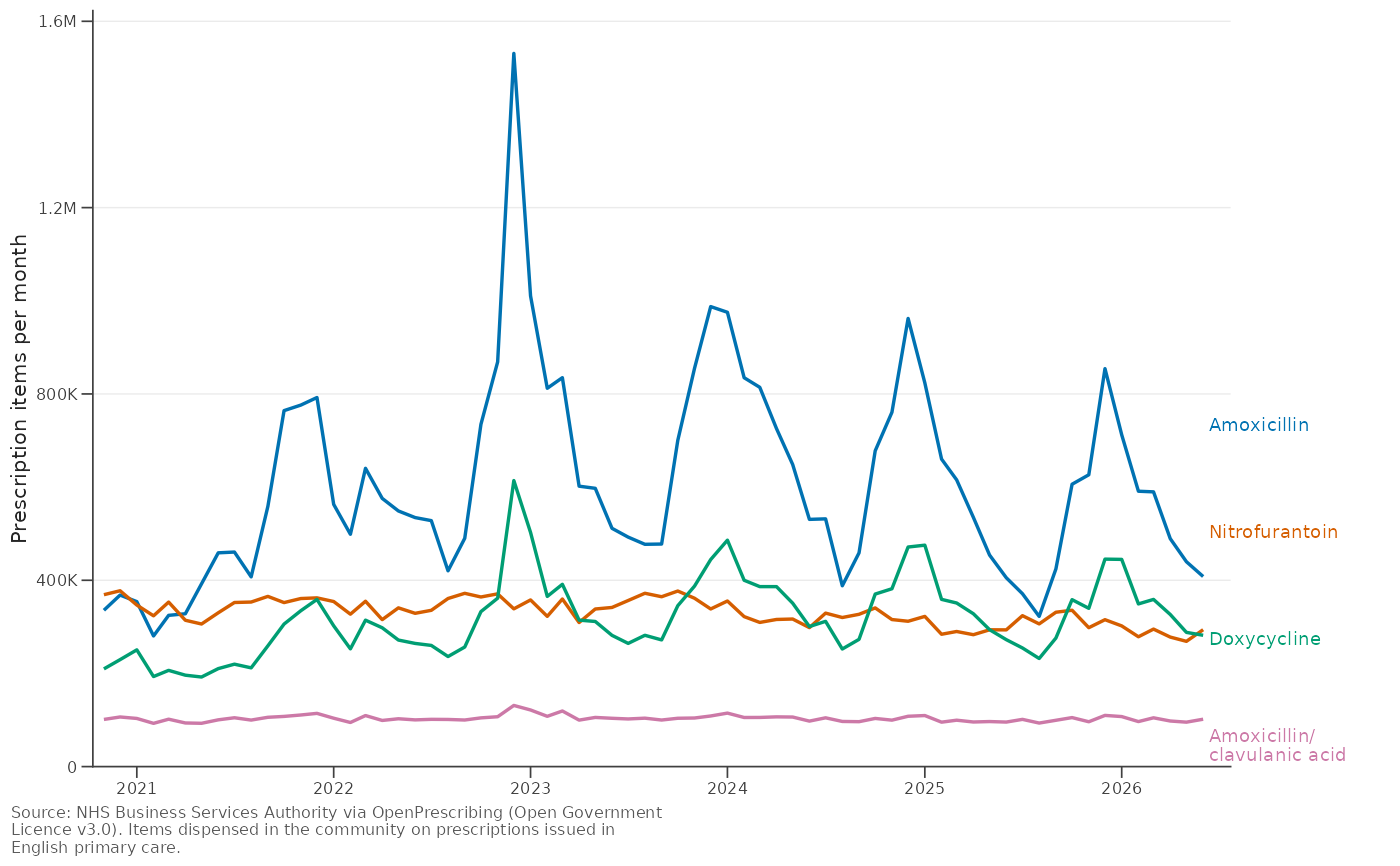 1.6M
1.2M
800K
400K
0
Prescription items per month
Amoxicillin
Nitrofurantoin
Doxycycline
Amoxicillin/
clavulanic acid
2021
2022
2023
2024
2025
2026
Source: NHS Business Services Authority via OpenPrescribing (Open Government
Licence v3.0). Items dispensed in the community on prescriptions issued in
English primary care.